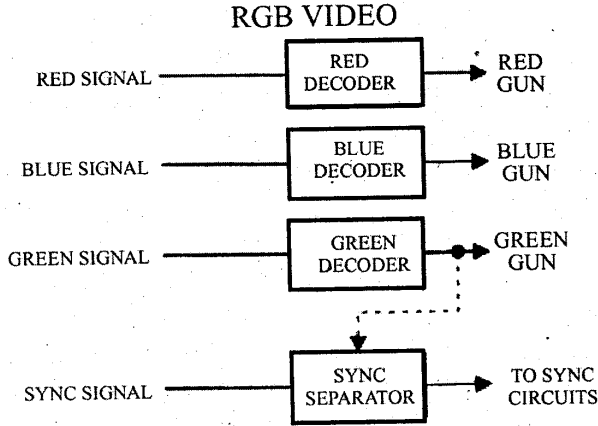 RGB VIDEO
RED SIGNAL
RED
DECODER
RED
GUN
BLUE SIGNAL
BLUE
DECODER
BLUE
GUN
GREEN SIGNAL
GREEN
DECODER
GREEN
GUN
SYNC SIGNAL
SYNC
SEPARATOR
TO SYNC
CIRCUITS